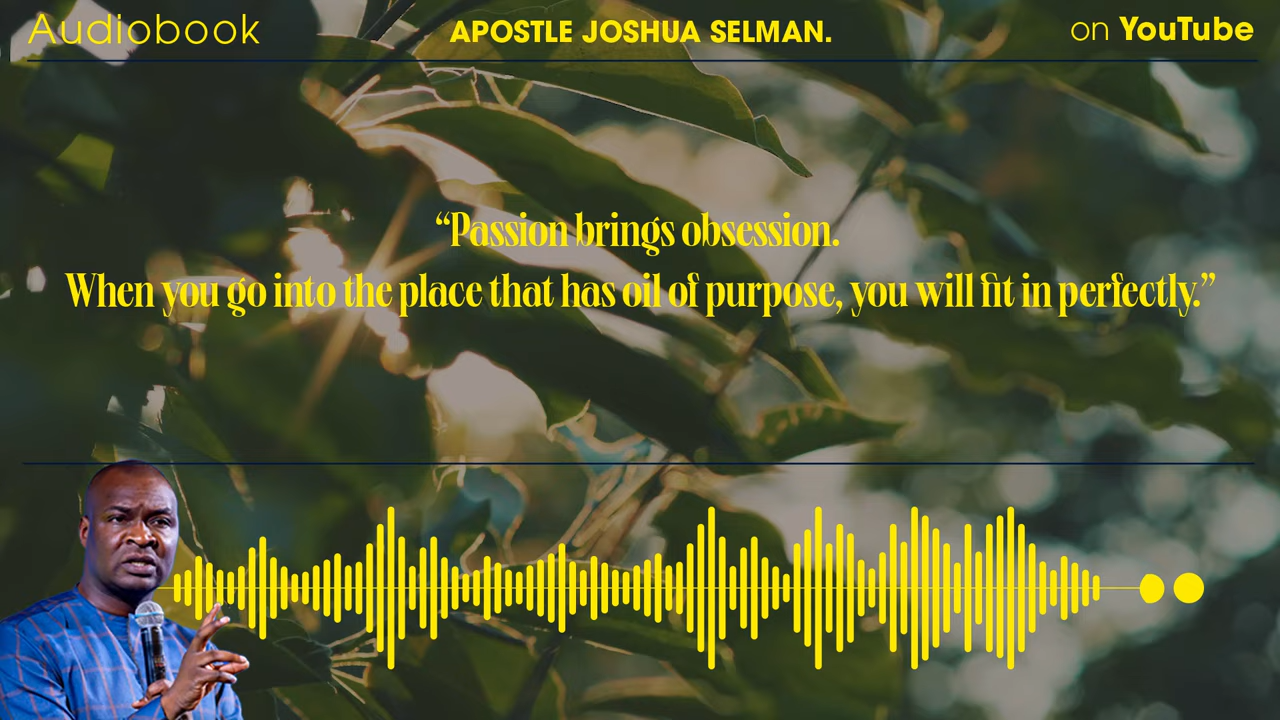 Audiobook
APOSTLE JOSHUA SELMAN.
on YouTube
“Passion brings obsession.
When you go into the place that has oil of purpose, you will fit in perfectly.”